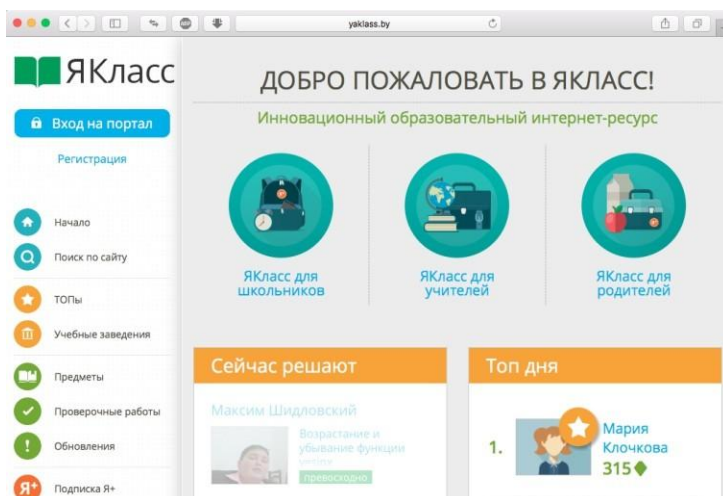 yaklass.by
ЯКласс
Вход на портал
Регистрация
Начало
Поиск по сайту
ТОПы
Учебные заведения
Предметы
Проверочные работы
Обновления
Я+
Подписка Я+
ДОБРО ПОЖАЛОВАТЬ В ЯКЛАСС!
Инновационный образовательный интернет-ресурс
ЯКласс для
школьников
ЯКласс для
учителей
ЯКласс для
родителей
Сейчас решают
Максим Шидловский
Возрастание и
убывание функции
превосходно
Топ дня
1.
Мария
Клочкова
315